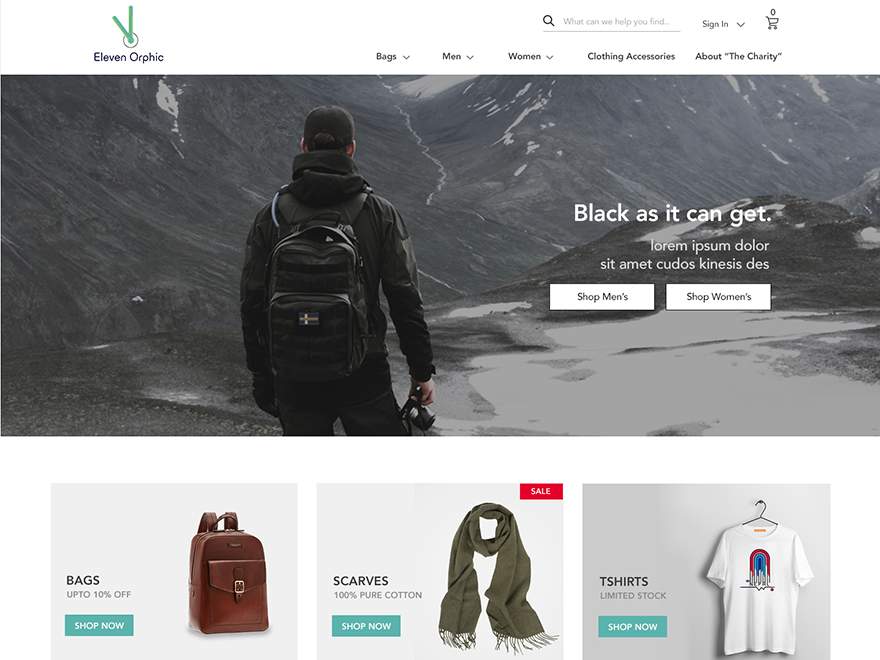 What can we help you find..
Sign In
0
Eleven Orphic
Bags
Men
Women
Clothing Accessories
About "The Charity"
Black as it can get.
lorem ipsum dolor
sit amet cudos kinesis des
Shop Men's
Shop Women's
SALE
BAGS
UPTO 10% OFF
SHOP NOW
SCARVES
100% PURE COTTON
SHOP NOW
TSHIRTS
LIMITED STOCK
SHOP NOW